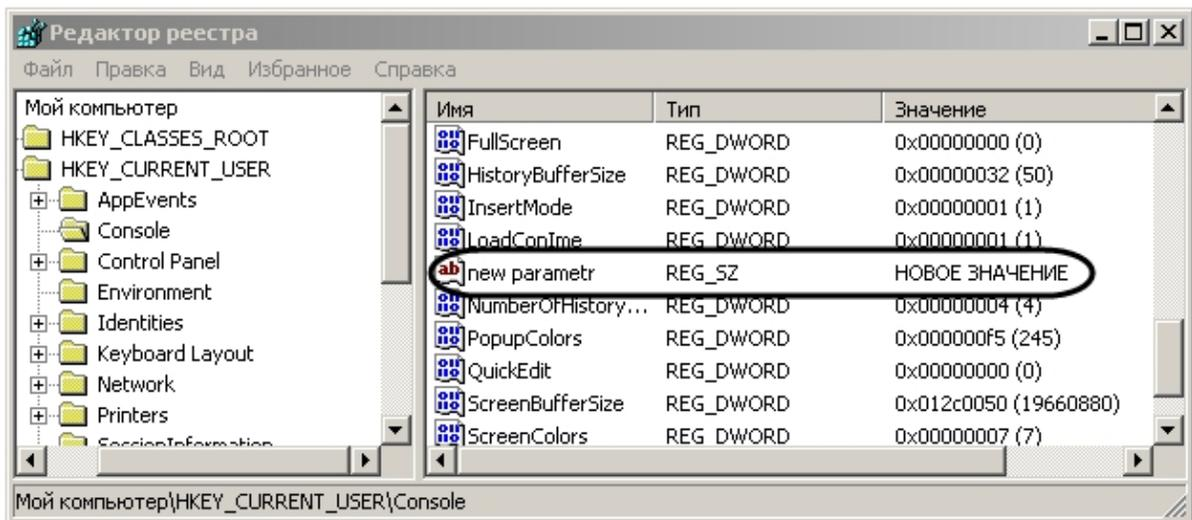 Редактор реестра
Файл Правка Вид Избранное Справка
Мой компьютер
HKEY_CLASSES_ROOT
HKEY_CURRENT_USER
AppEvents
Console
Control Panel
Environment
Identities
Keyboard Layout
Network
Printers
SessionInformation
Имя Тип Значение
FullScreen REG_DWORD 0x00000000 (0)
HistoryBufferSize REG_DWORD 0x00000032 (50)
InsertMode REG_DWORD 0x00000001 (1)
LoadConIme REG_DWORD 0x00000001 (1)
new parametr REG_SZ НОВОЕ ЗНАЧЕНИЕ
NumberOfHistory... REG_DWORD 0x00000004 (4)
PopupColors REG_DWORD 0x000000f5 (245)
QuickEdit REG_DWORD 0x00000000 (0)
ScreenBufferSize REG_DWORD 0x012c0050 (19660880)
ScreenColors REG_DWORD 0x00000007 (7)
Мой компьютер\HKEY_CURRENT_USER\Console